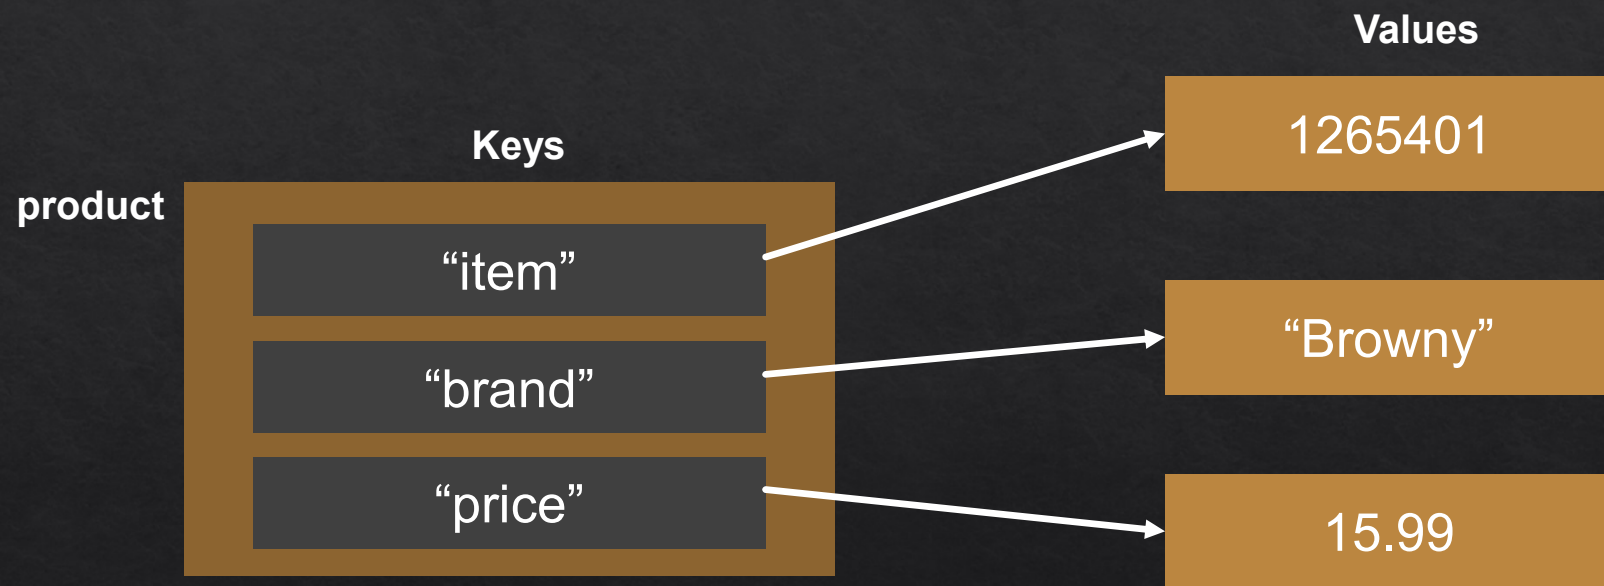 Values
1265401
Keys
product
“item”
“Browny”
“brand”
“price”
15.99